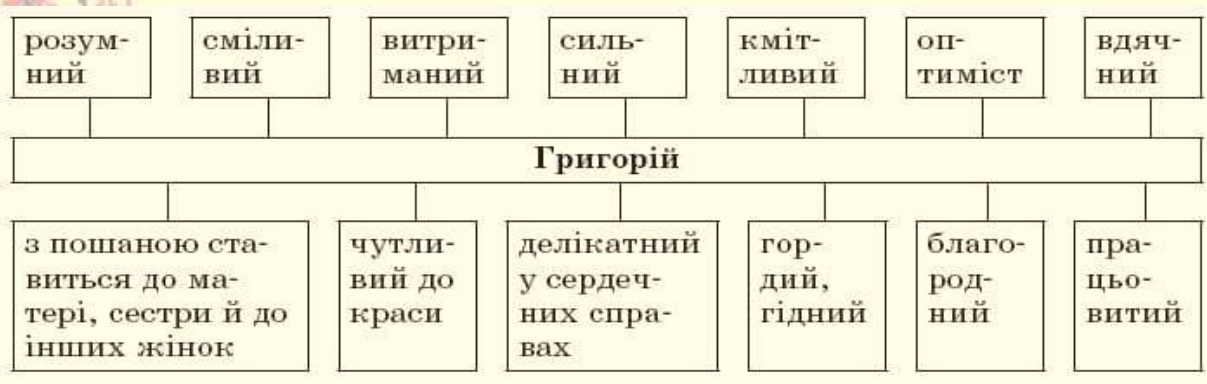 розум-
ний
сміли-
вий
витри-
маний
силь-
ний
кміт-
ливий
оп-
тиміст
вдяч-
ний
Григорій
з пошаною ста-
виться до ма-
тері, сестри й до
інших жінок
чутли-
вий до
краси
делікатний
у сердеч-
них спра-
вах
гор-
дий,
гідний
благо-
род-
ний
пра-
цьо-
витий